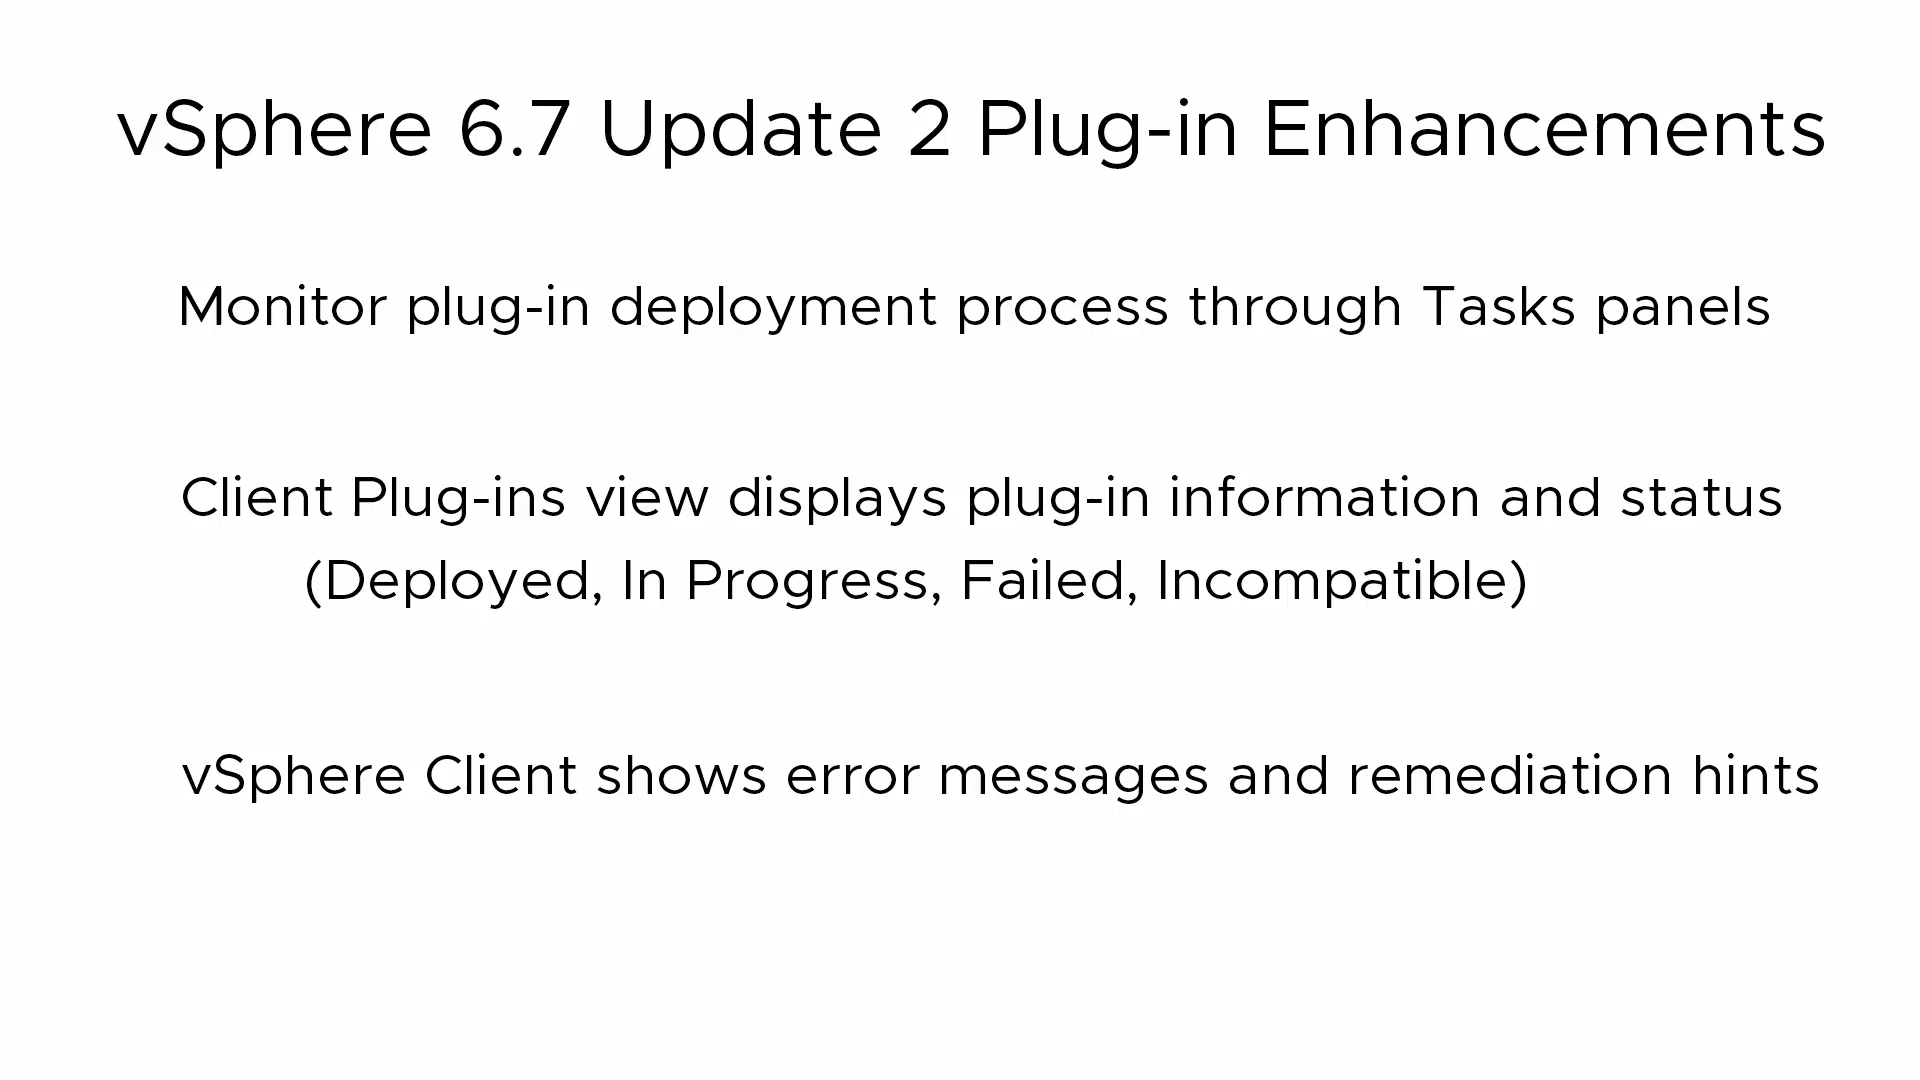 vSphere 6.7 Update 2 Plug-in Enhancements
Monitor plug-in deployment process through Tasks panels
Client Plug-ins view displays plug-in information and status
(Deployed, In Progress, Failed, Incompatible)
vSphere Client shows error messages and remediation hints